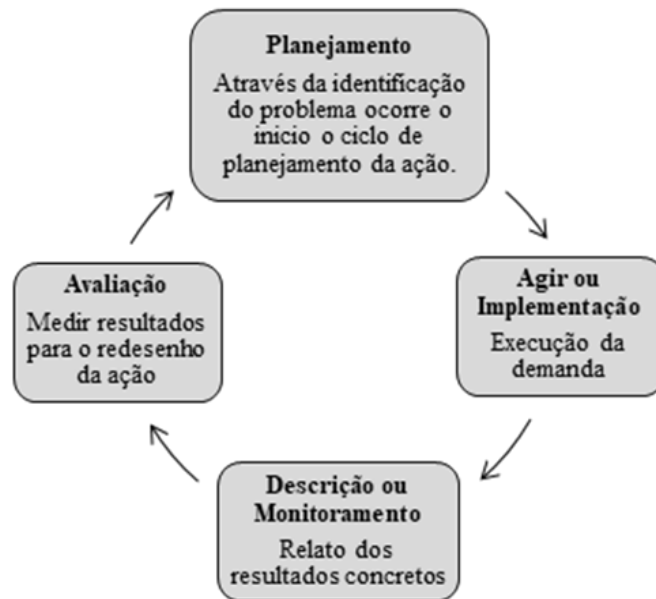 Planejamento
Através da identificação
do problema ocorre o
inicio o ciclo de
planejamento da ação.
Agir ou
Implementação
Execução da
demanda
Descrição ou
Monitoramento
Relato dos
resultados concretos
Avaliação
Medir resultados
para o redesenho
da ação